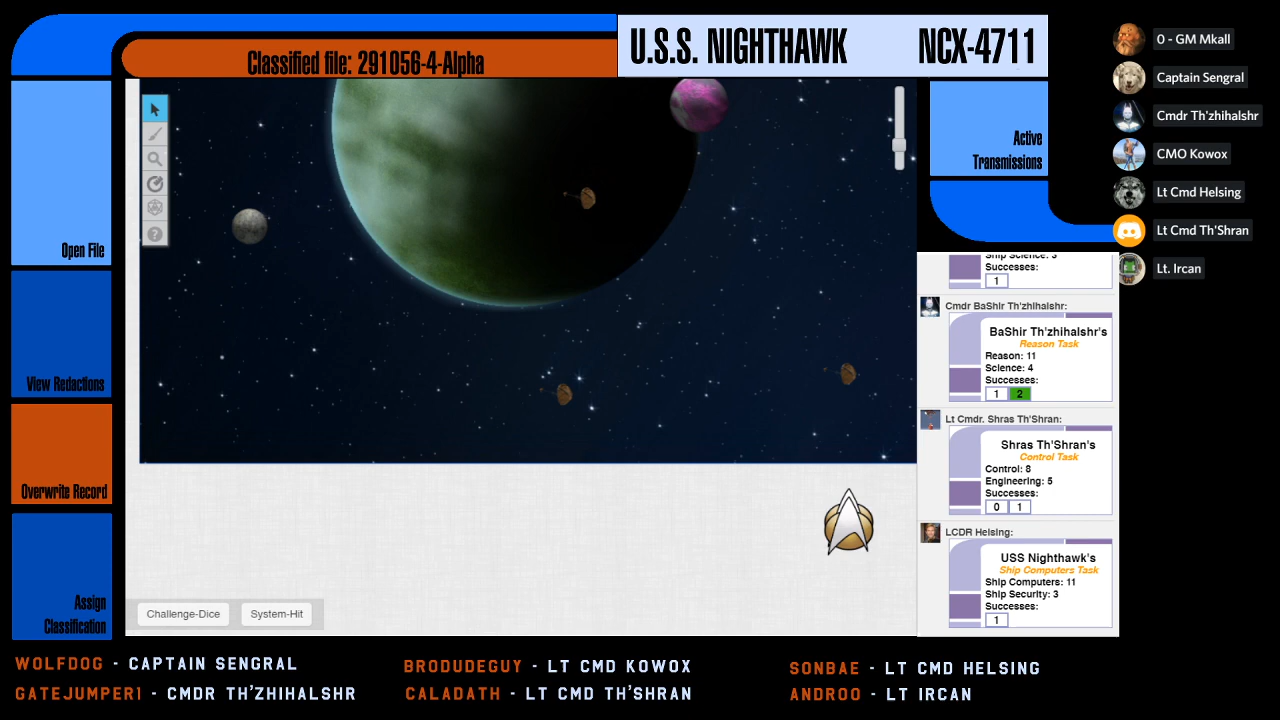 Classified file: 291056-4-Alpha
U.S.S. NIGHTHAWK NCX-4711
Open File
View Redactions
Overwrite Record
Assign
Classification
Active
Transmissions
0 - GM Mkall
Captain Sengral
Cmdr Th'zhihalshr
CMO Kowox
Lt Cmd Helsing
Lt Cmd Th'Shran
Lt. Ircan
Ship Science: 3
Successes:
1
Cmdr BaShir Th'zhihalshr:
BaShir Th'zhihalshr's
Reason Task
Reason: 11
Science: 4
Successes:
1 2
Lt Cmdr. Shras Th'Shran:
Shras Th'Shran's
Control Task
Control: 8
Engineering: 5
Successes:
0 1
LCDR Helsing:
USS Nighthawk's
Ship Computers Task
Ship Computers: 11
Ship Security: 3
Successes:
1
Challenge-Dice System-Hit
WOLFDOG - CAPTAIN SENGRAL
GATEJUMPER1 - CMDR TH'ZHIHALSHR
BRODUDEGUY - LT CMD KOWOX
CALADATH - LT CMD TH'SHRAN
SONBAE - LT CMD HELSING
ANDROO - LT IRCAN